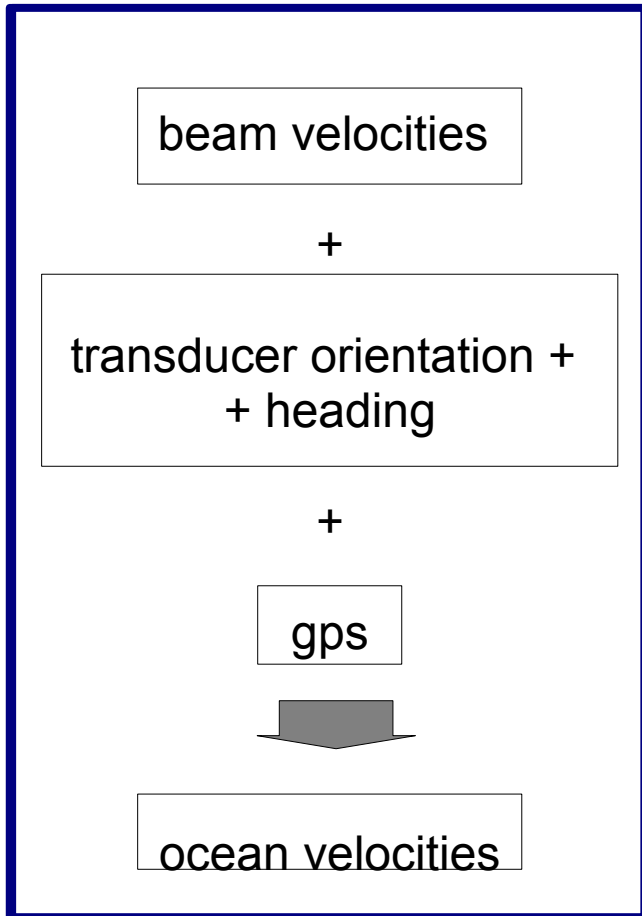 beam velocities
+
transducer orientation +
+ heading
+
gps
ocean velocities